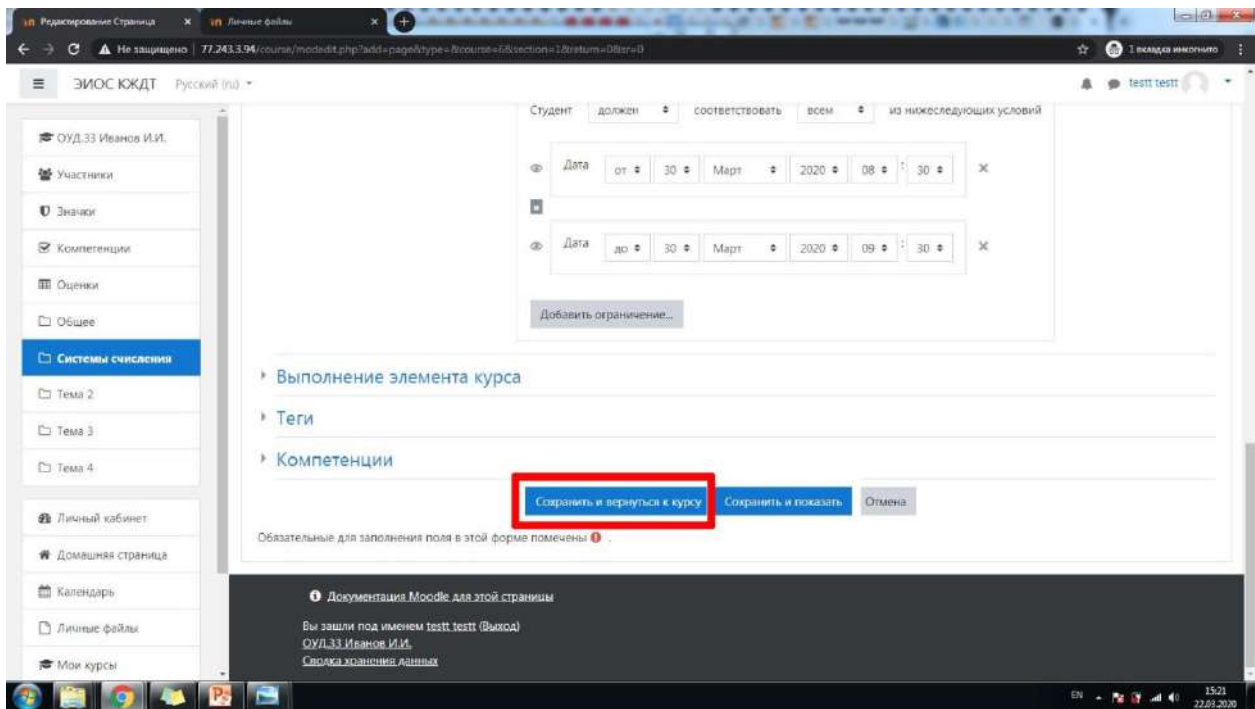 Редактирование Страница
Личные файлы
Не защищено 77.243.3.94/course/modedit.php?add=page&type=&course=6&section=1&return=0&sr=0
1 вкладка инкогнито
ЭИОС КЖДТ Русский (ru)
testt testt
Студент должен соответствовать всем из нижеследующих условий
ОУД.33 Иванов И.И.
Участники
Значки
Компетенции
Оценки
Общее
Системы счисления
Тема 2
Тема 3
Тема 4
Личный кабинет
Домашняя страница
Календарь
Личные файлы
Мои курсы
Дата от 30 Март 2020 08 : 30
и
Дата до 30 Март 2020 09 : 30
Добавить ограничение...
Выполнение элемента курса
Теги
Компетенции
Сохранить и вернуться к курсу Сохранить и показать Отмена
Обязательные для заполнения поля в этой форме помечены .
Документация Moodle для этой страницы
Вы зашли под именем testt testt (Выход)
ОУД.33 Иванов И.И.
Сводка хранения данных
EN
15:21
22.03.2020